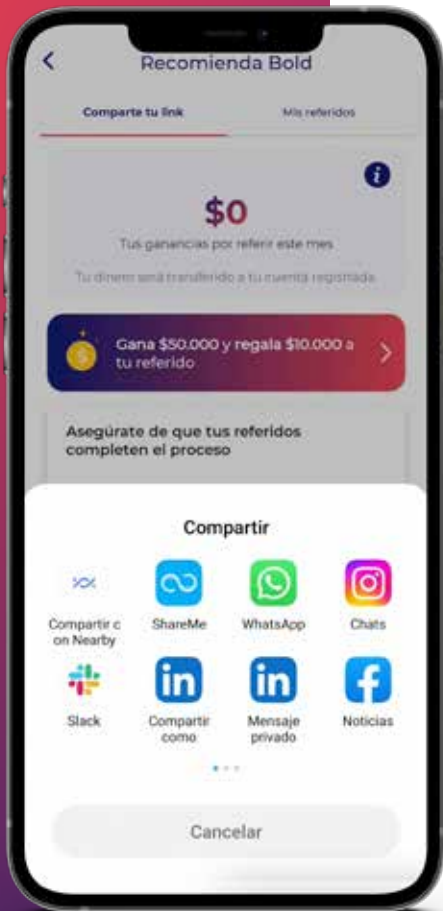 Recomienda Bold
Comparte tu link
Mis referidos
$0
Tus ganancias por referir este mes
Tu dinero será transferido a tu cuenta registrada.
Gana $50.000 y regala $10.000 a
tu referido
Asegúrate de que tus referidos
completen el proceso
Compartir
Compartir c
on Nearby
ShareMe
WhatsApp
Chats
Slack
Compartir
como
Mensaje
privado
Noticias
Cancelar